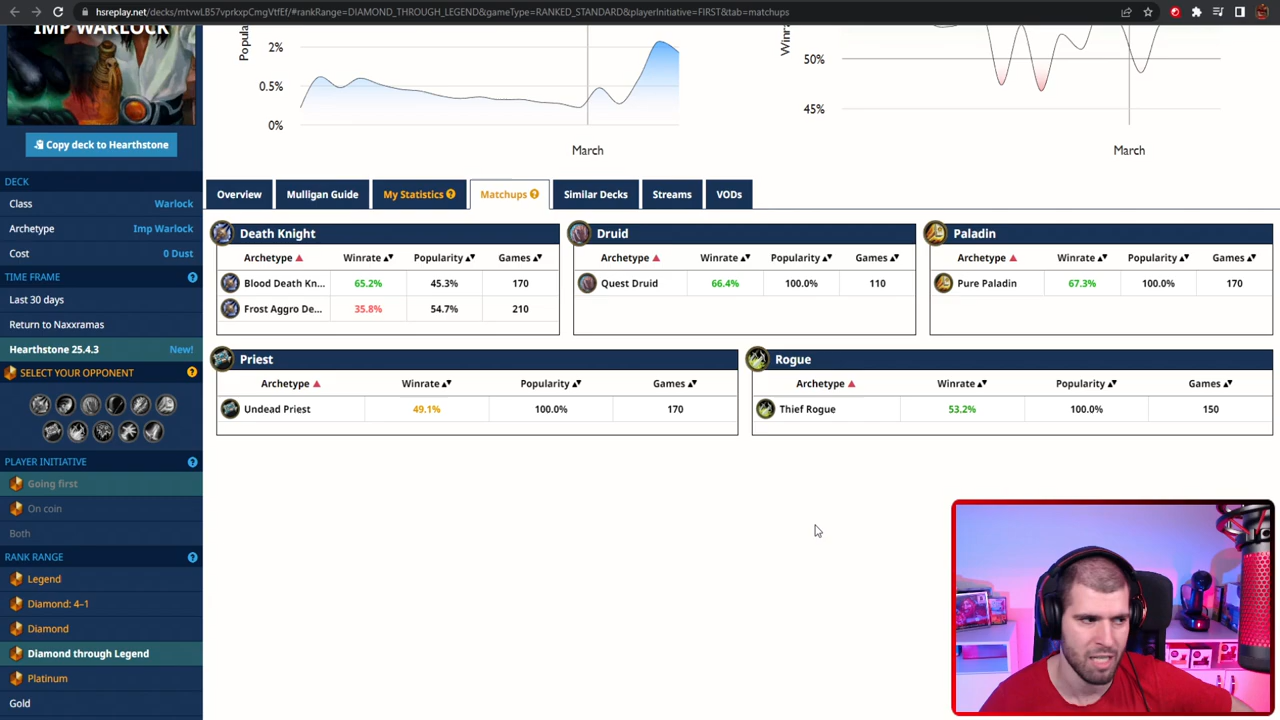 hsreplay.net/decks/mtvwLB57vprkxpCmgVtfEf/#rankRange=DIAMOND_THROUGH_LEGEND&gameType=RANKED_STANDARD&playerInitiative=FIRST&tab=matchups
IMP WARLOCK
Copy deck to Hearthstone
DECK
Class Warlock
Archetype Imp Warlock
Cost 0 Dust
TIME FRAME
Last 30 days
Return to Naxxramas
Hearthstone 25.4.3 New!
SELECT YOUR OPPONENT
PLAYER INITIATIVE
Going first
On coin
Both
RANK RANGE
Legend
Diamond: 4–1
Diamond
Diamond through Legend
Platinum
Gold
2%
0.5%
0%
March
50%
45%
March
Overview Mulligan Guide My Statistics Matchups Similar Decks Streams VODs
Death Knight
Archetype Winrate Popularity Games
Blood Death Kn... 65.2% 45.3% 170
Frost Aggro De... 35.8% 54.7% 210
Druid
Archetype Winrate Popularity Games
Quest Druid 66.4% 100.0% 110
Paladin
Archetype Winrate Popularity Games
Pure Paladin 67.3% 100.0% 170
Priest
Archetype Winrate Popularity Games
Undead Priest 49.1% 100.0% 170
Rogue
Archetype Winrate Popularity Games
Thief Rogue 53.2% 100.0% 150